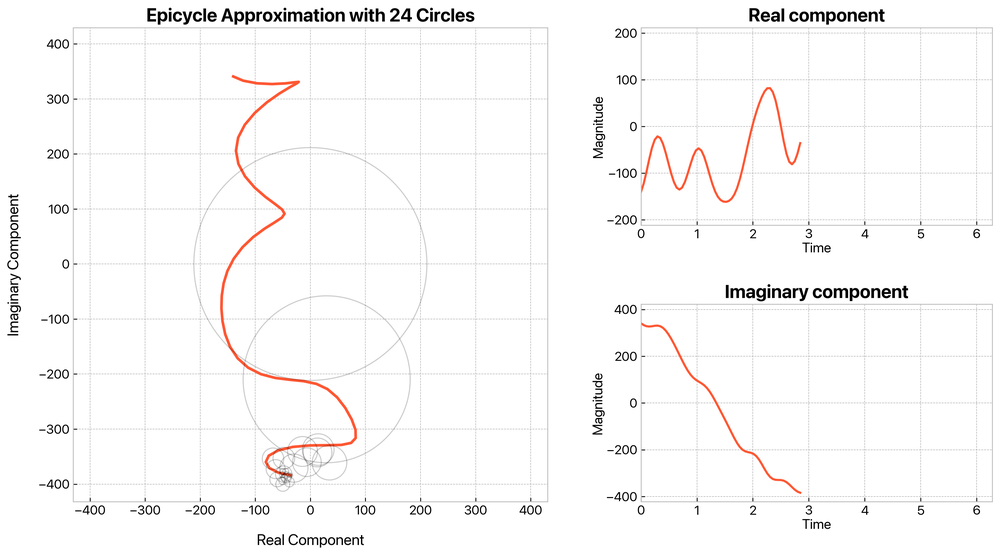 Epicycle Approximation with 24 Circles
400
300
200
100
0
−100
−200
−300
−400
−400 −300 −200 −100 0 100 200 300 400
Imaginary Component
Real Component
Real component
200
100
0
−100
−200
0 1 2 3 4 5 6
Magnitude
Time
Imaginary component
400
200
0
−200
−400
0 1 2 3 4 5 6
Magnitude
Time